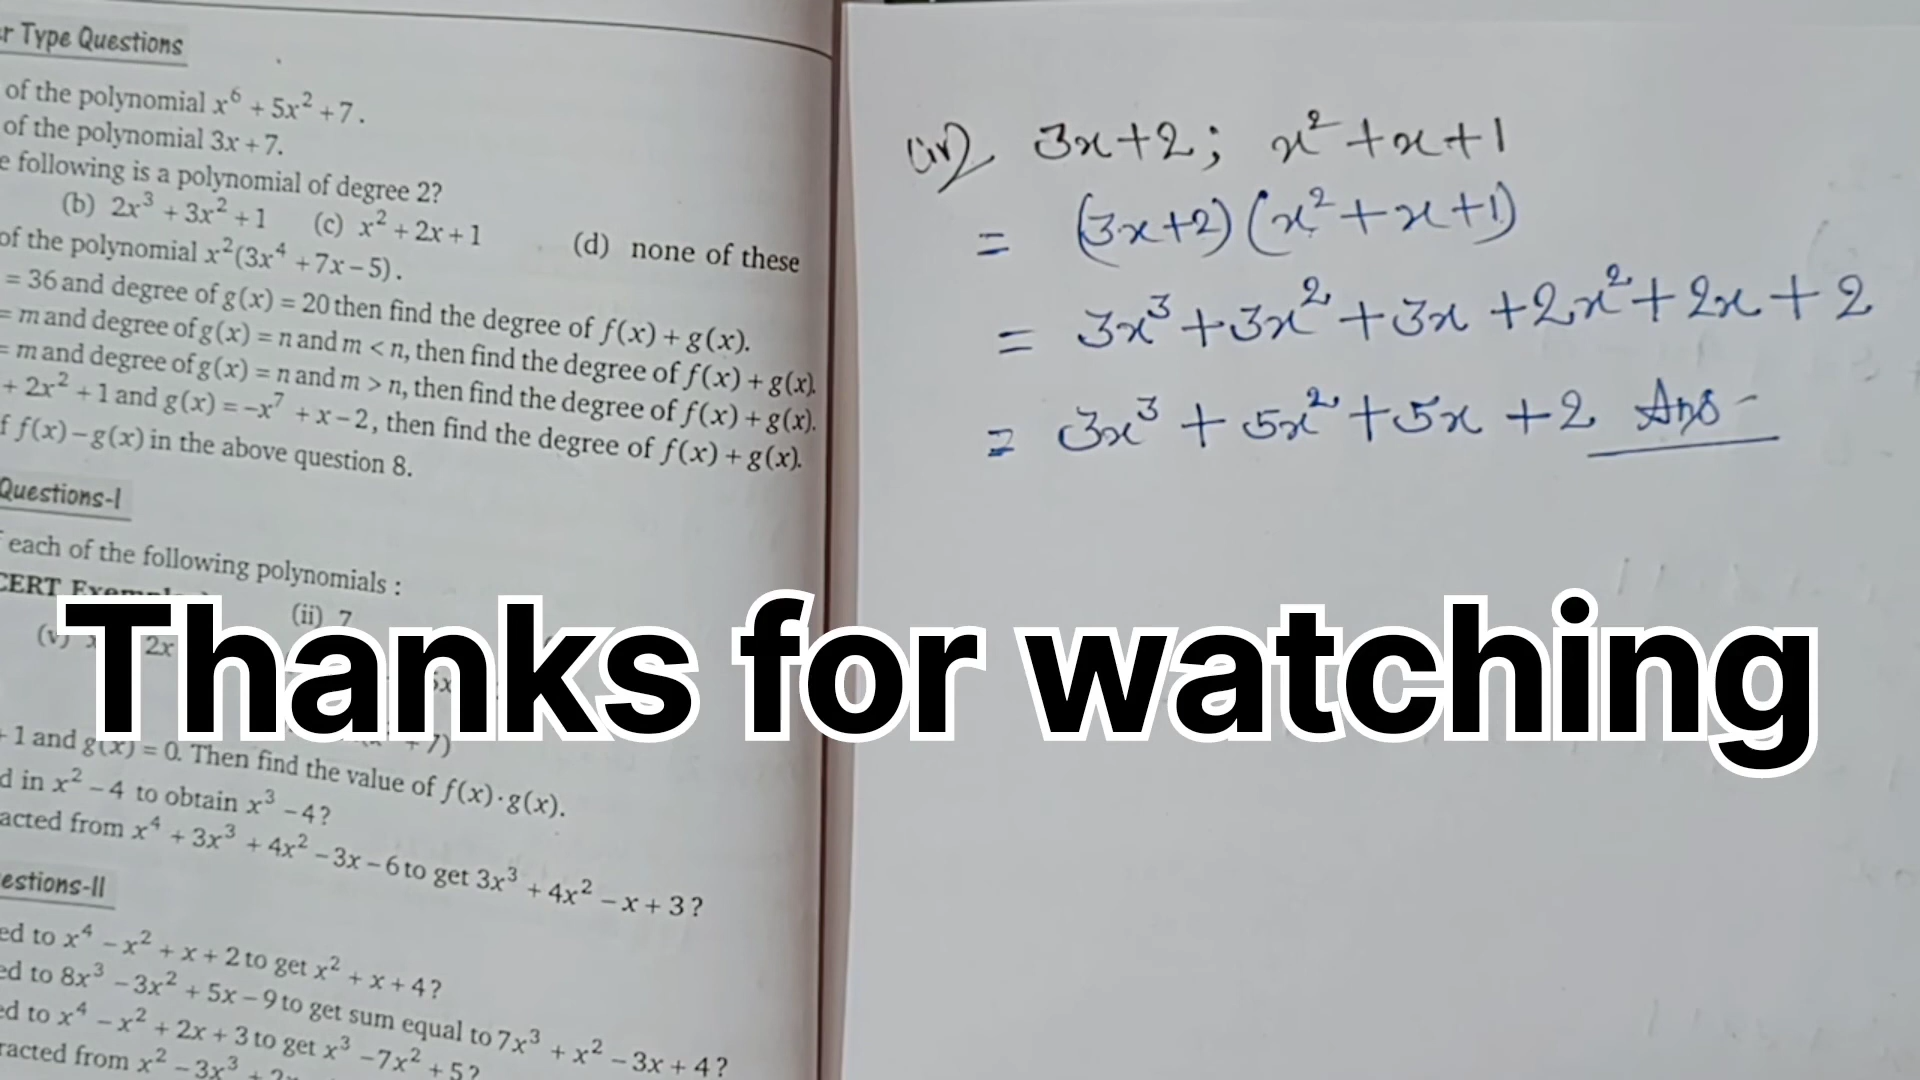 r Type Questions
of the polynomial x⁶ + 5x² + 7.
of the polynomial 3x + 7.
e following is a polynomial of degree 2?
(b) 2x³ + 3x² + 1 (c) x² + 2x + 1 (d) none of these
of the polynomial x²(3x⁴ + 7x – 5).
= 36 and degree of g(x) = 20 then find the degree of f(x) + g(x).
= m and degree of g(x) = n and m < n, then find the degree of f(x) + g(x).
= m and degree of g(x) = n and m > n, then find the degree of f(x) + g(x).
+ 2x² + 1 and g(x) = –x⁷ + x – 2, then find the degree of f(x) + g(x).
f f(x) – g(x) in the above question 8.
Questions-I
each of the following polynomials :
(ii) 7
(v) 2x
+ 7)
+ 1 and g(x) = 0. Then find the value of f(x)·g(x).
d in x² – 4 to obtain x³ – 4?
acted from x⁴ + 3x³ + 4x² – 3x – 6 to get 3x³ + 4x² – x + 3?
estions-II
ed to x⁴ – x² + x + 2 to get x² + x + 4?
ed to 8x³ – 3x² + 5x – 9 to get sum equal to 7x³ + x² – 3x + 4?
ed to x⁴ – x² + 2x + 3 to get x³ – 7x² + 5?
racted from x² – 3x³
(iv) 3x+2; x²+x+1
= (3x+2)(x²+x+1)
= 3x³+3x²+3x+2x²+2x+2
= 3x³+5x²+5x+2 Ans-
Thanks for watching